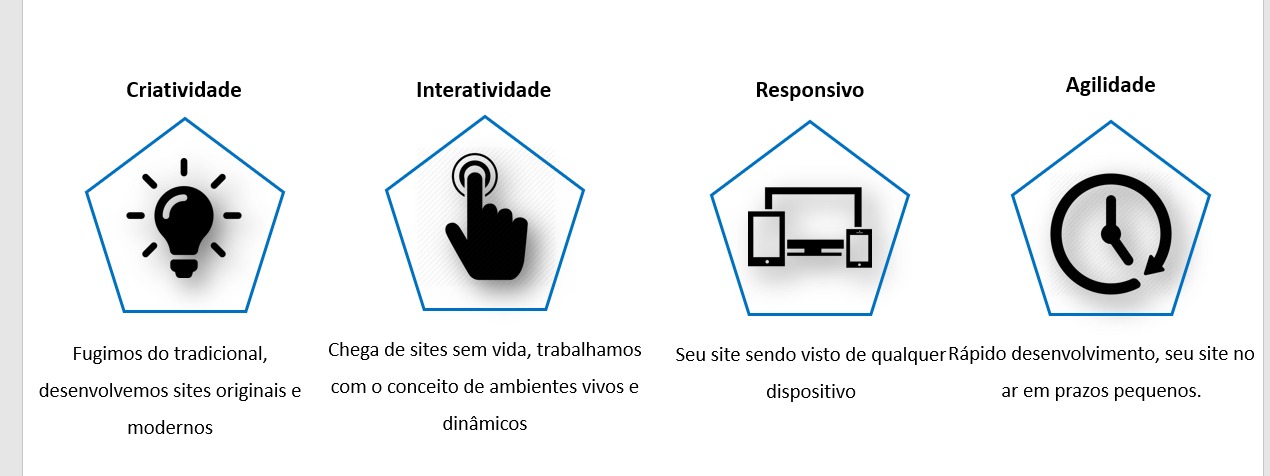 Criatividade
Fugimos do tradicional,
desenvolvemos sites originais e
modernos
Interatividade
Chega de sites sem vida, trabalhamos
com o conceito de ambientes vivos e
dinâmicos
Responsivo
Seu site sendo visto de qualquer
dispositivo
Agilidade
Rápido desenvolvimento, seu site no
ar em prazos pequenos.